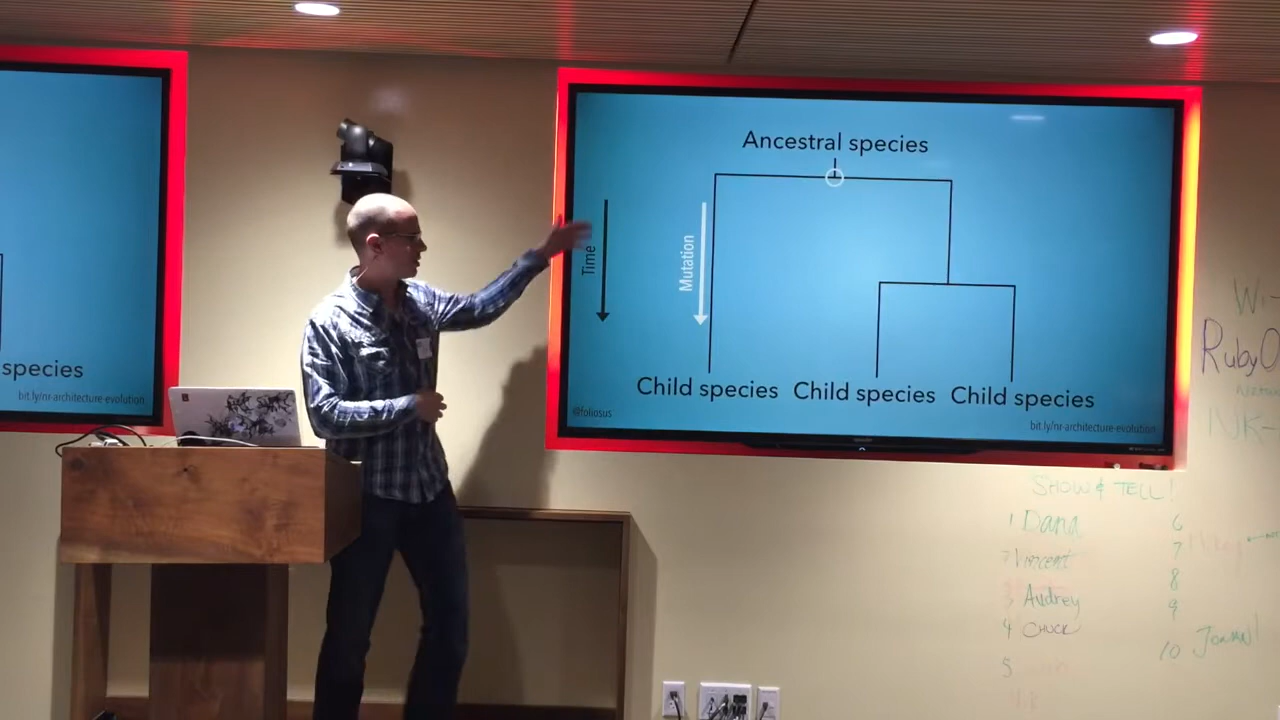 species
bit.ly/nr-architecture-evolution
Ancestral species
Time
Mutation
Child species Child species Child species
@foliosus
bit.ly/nr-architecture-evolution
SHOW & TELL!
1 Dana
2 Vincent
3 Audrey
4 CHUCK
5
6
7
8
9
10
Wi
RubyO
NK-